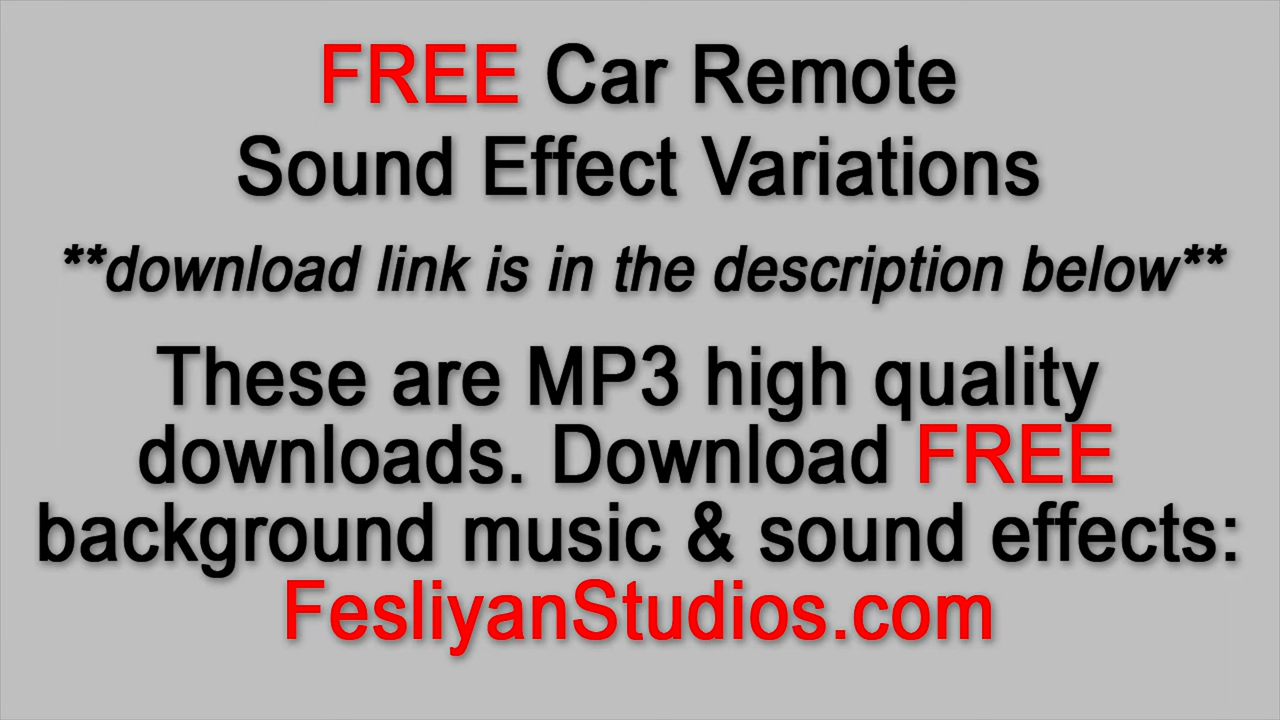 FREE Car Remote
Sound Effect Variations
**download link is in the description below**
These are MP3 high quality
downloads. Download FREE
background music & sound effects:
FesliyanStudios.com